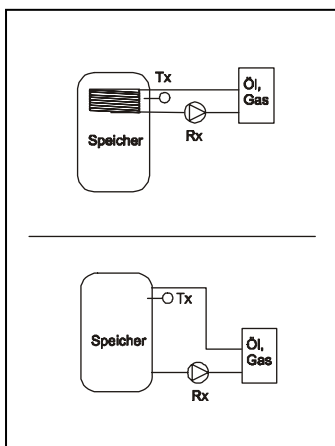 Tx
Öl,
Gas
Speicher
Rx
Tx
Speicher
Öl,
Gas
Rx